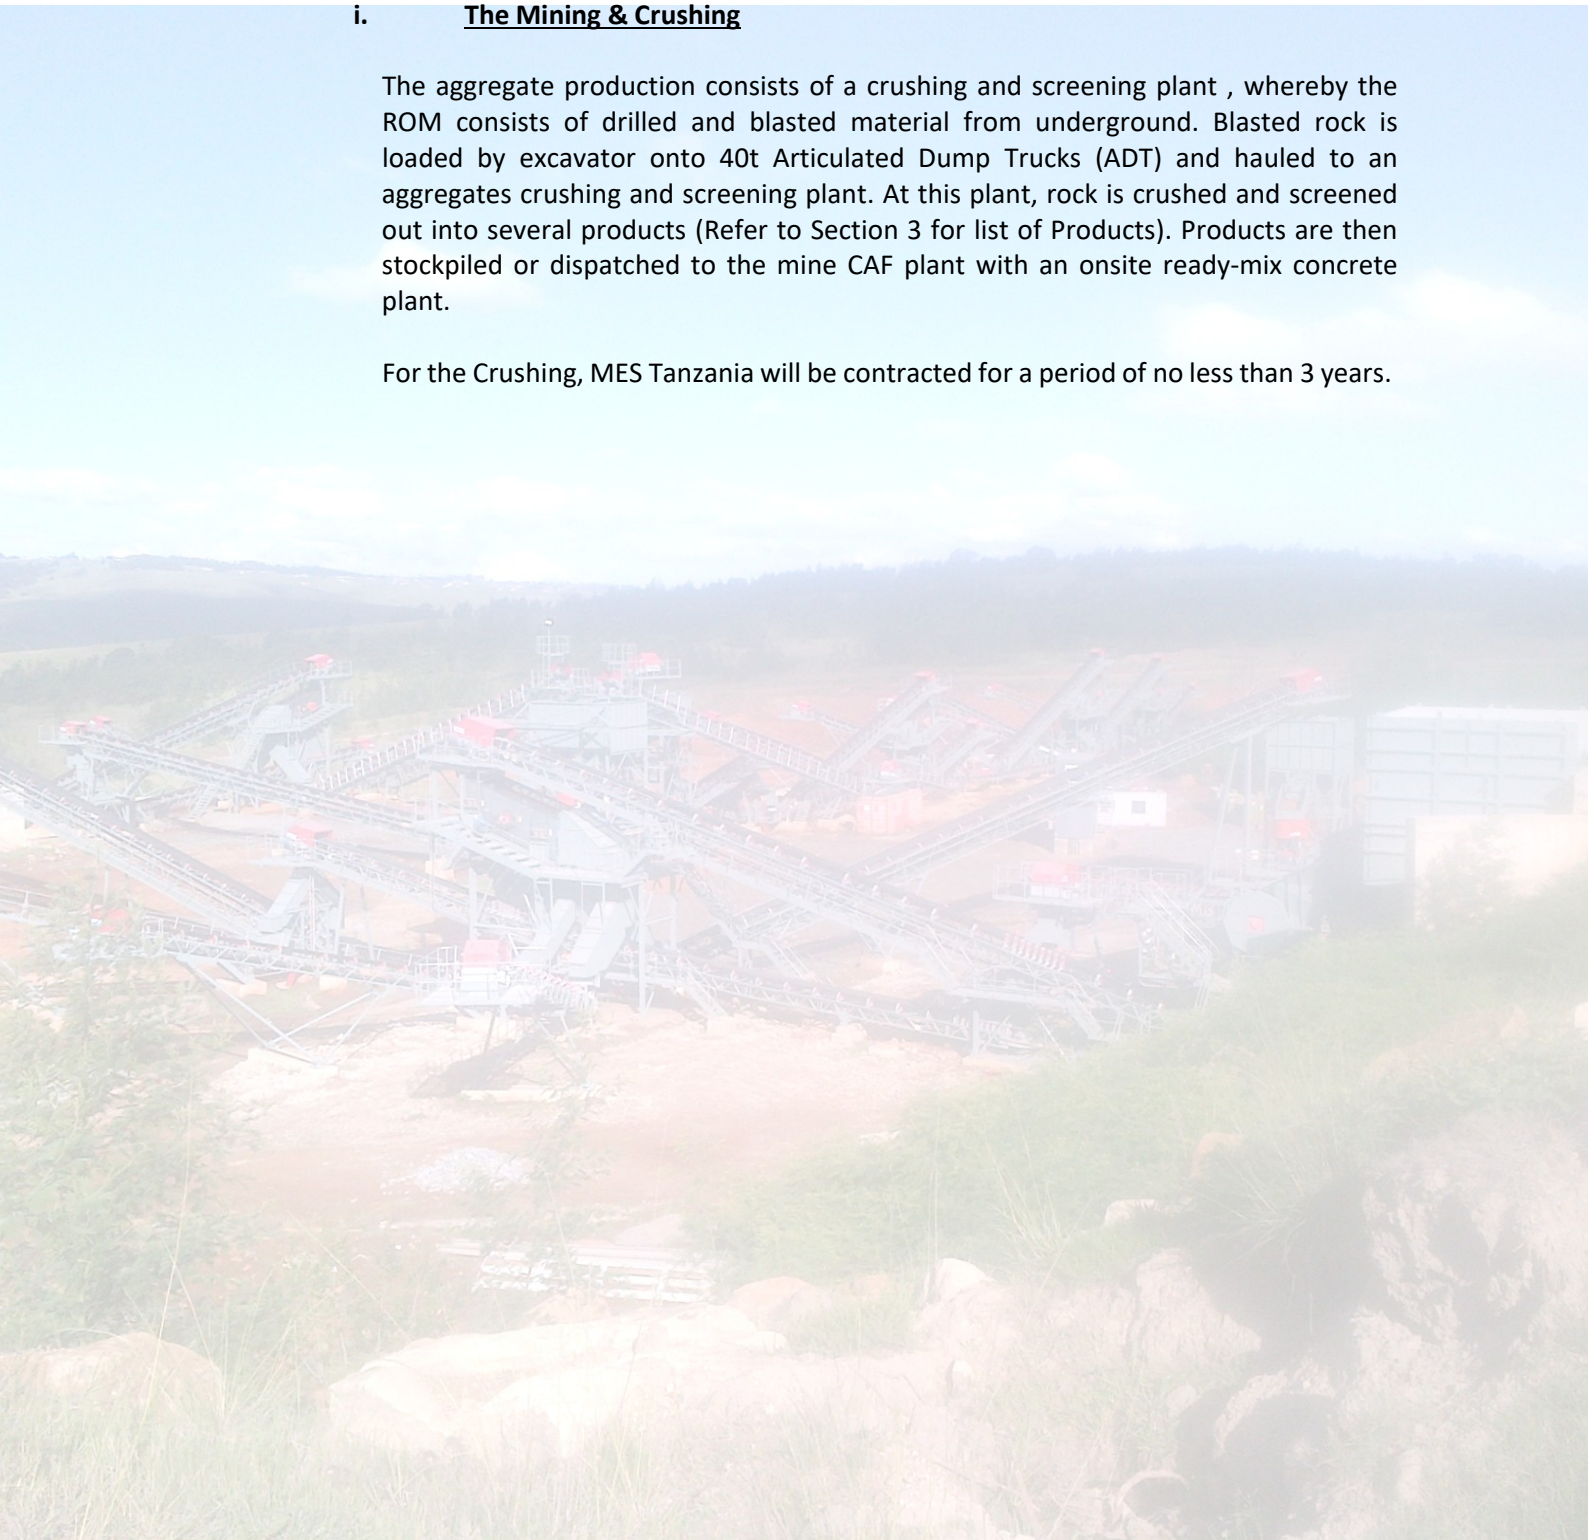 i. The Mining & Crushing
The aggregate production consists of a crushing and screening plant , whereby the
ROM consists of drilled and blasted material from underground. Blasted rock is
loaded by excavator onto 40t Articulated Dump Trucks (ADT) and hauled to an
aggregates crushing and screening plant. At this plant, rock is crushed and screened
out into several products (Refer to Section 3 for list of Products). Products are then
stockpiled or dispatched to the mine CAF plant with an onsite ready-mix concrete
plant.
For the Crushing, MES Tanzania will be contracted for a period of no less than 3 years.